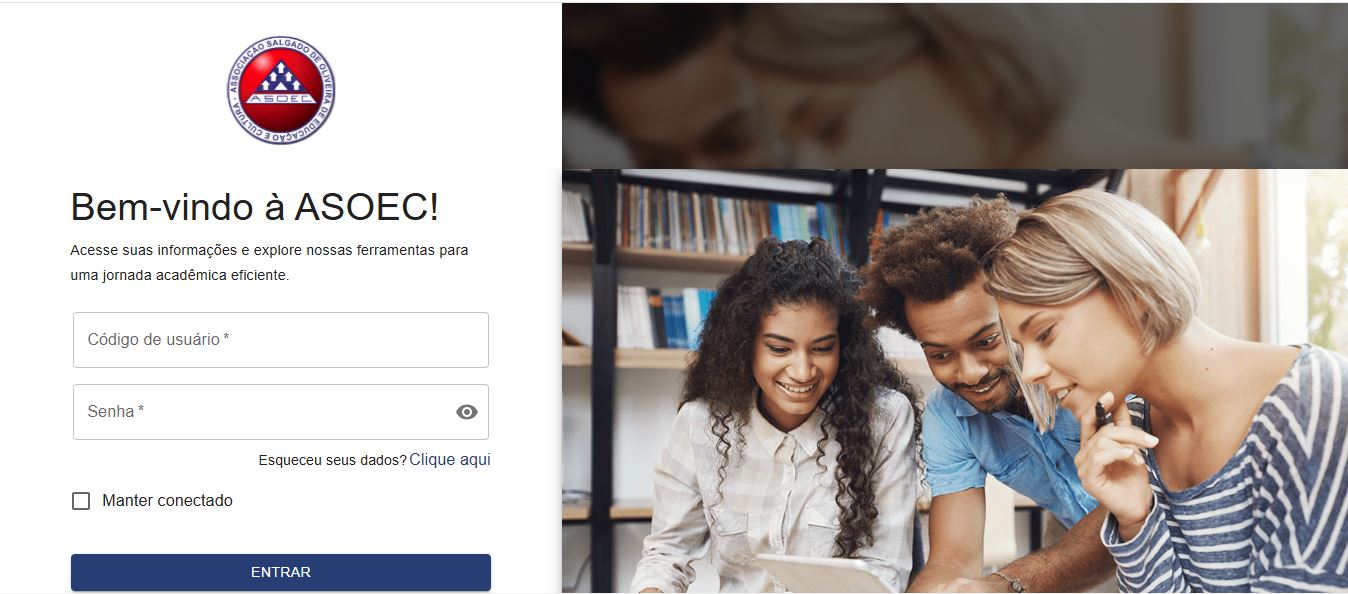 ASSOCIAÇÃO SALGADO DE OLIVEIRA DE EDUCAÇÃO E CULTURA -
ASOEC
Bem-vindo à ASOEC!
Acesse suas informações e explore nossas ferramentas para
uma jornada acadêmica eficiente.
Código de usuário *
Senha *
Esqueceu seus dados? Clique aqui
Manter conectado
ENTRAR